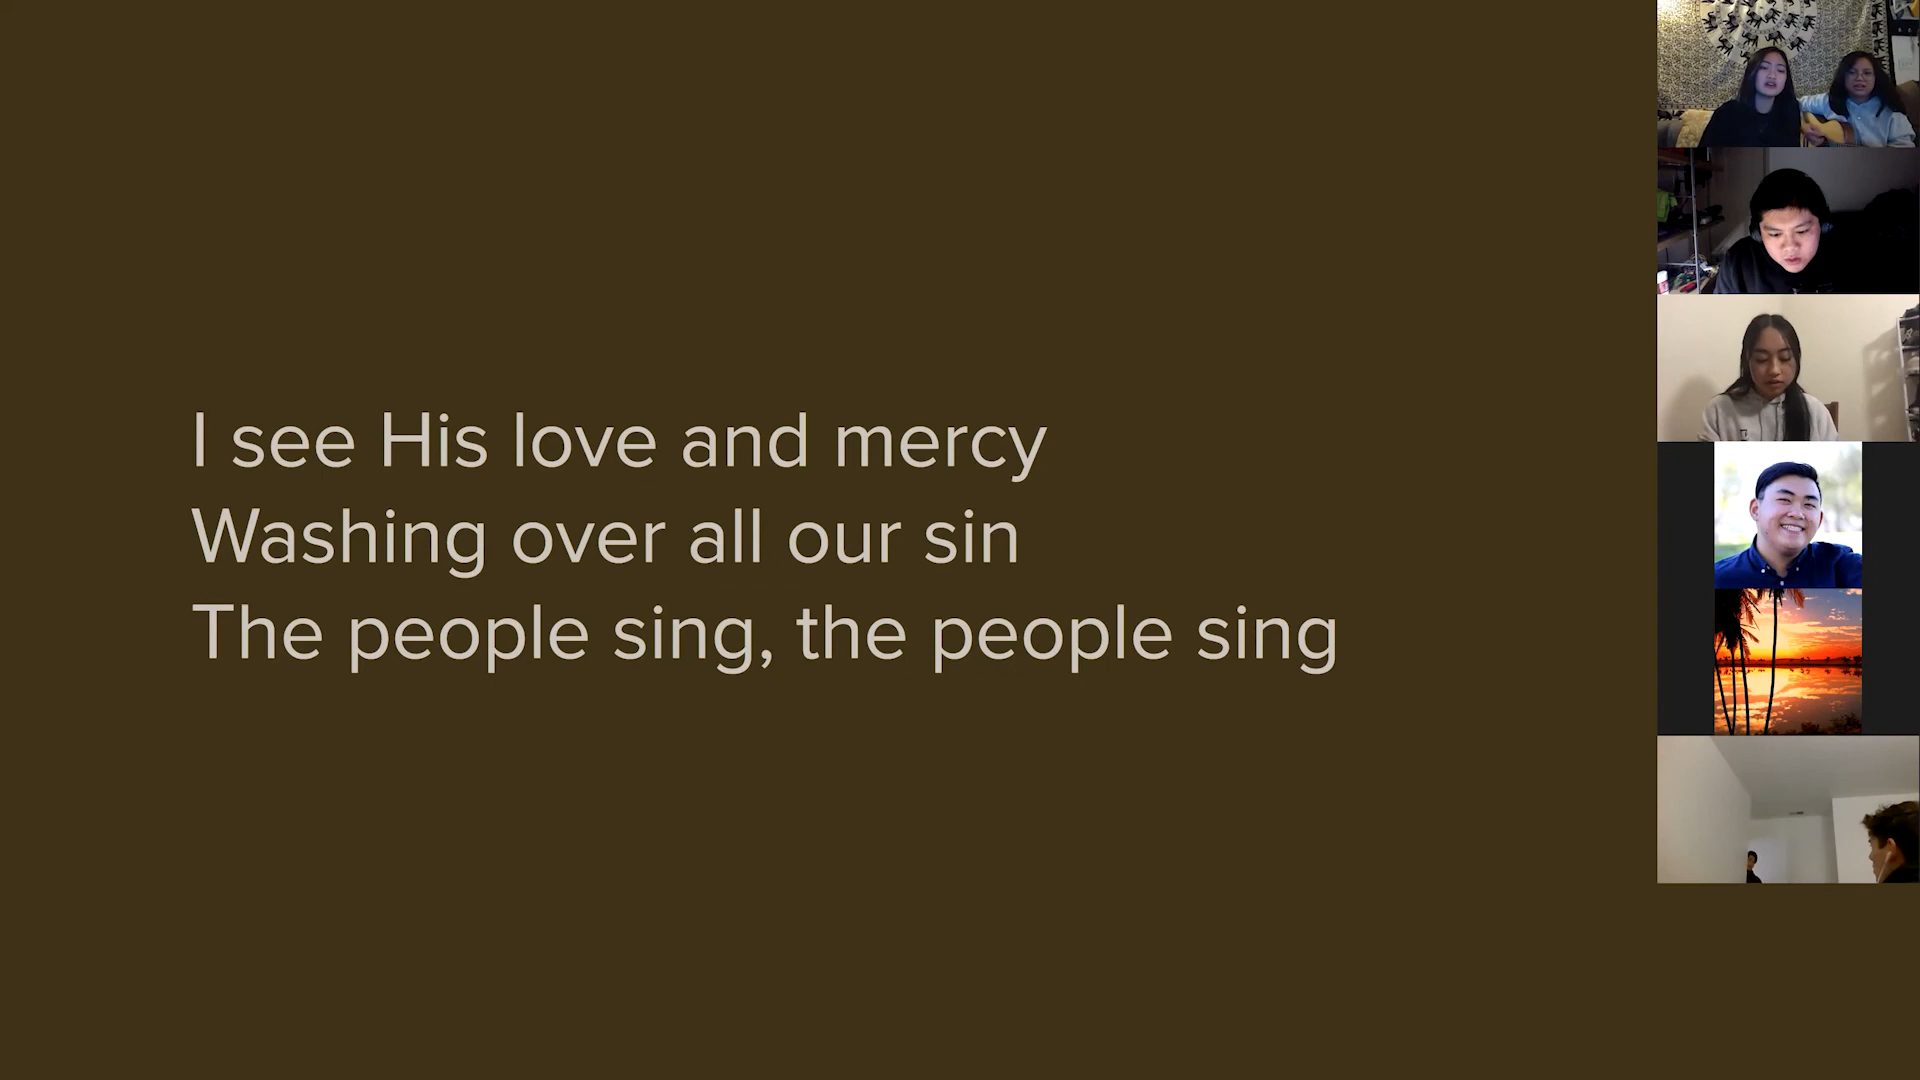 I see His love and mercy
Washing over all our sin
The people sing, the people sing